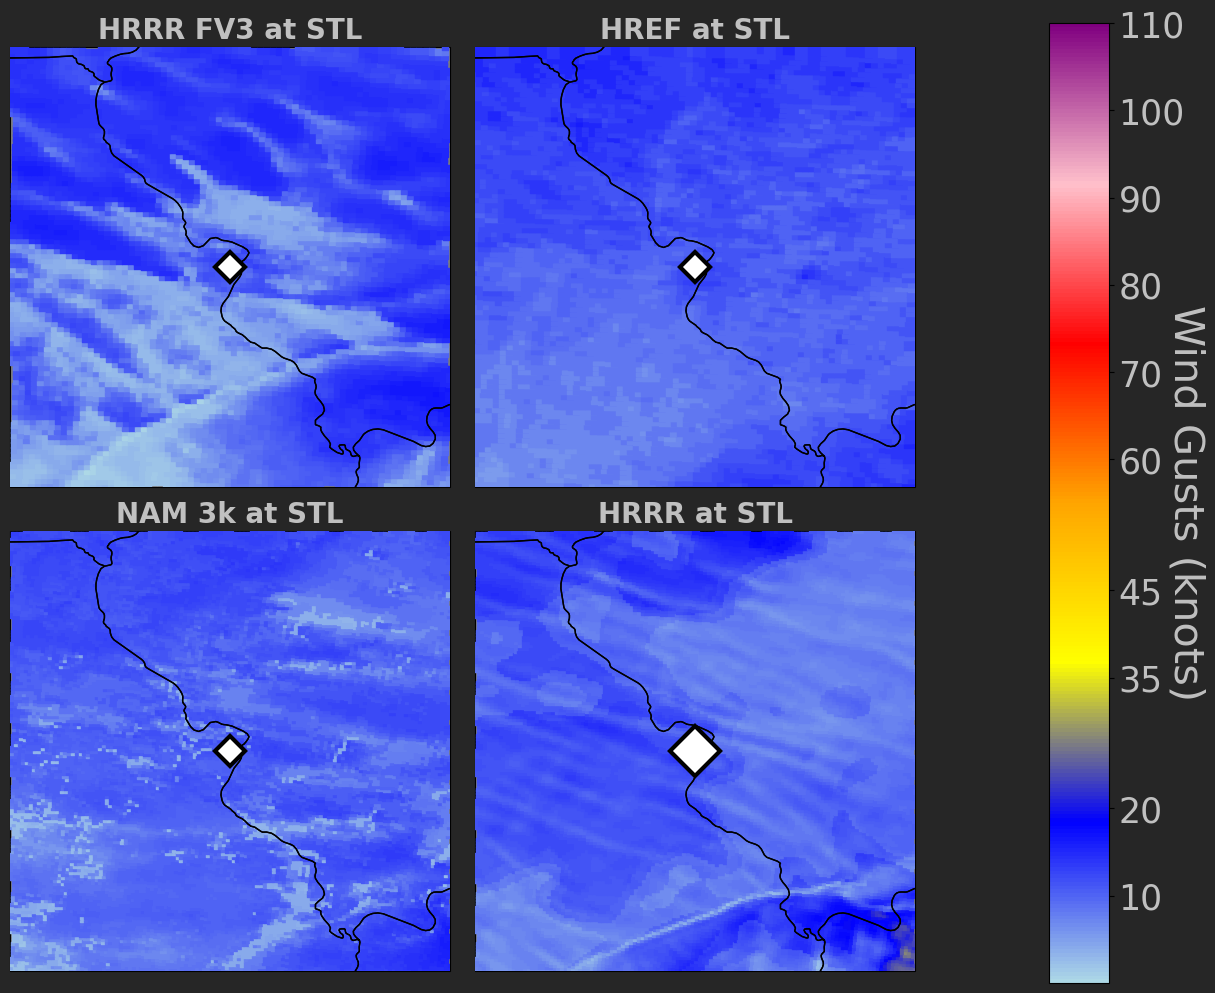 HRRR FV3 at STL
HREF at STL
NAM 3k at STL
HRRR at STL
110
100
90
80
70
60
45
35
20
10
Wind Gusts (knots)